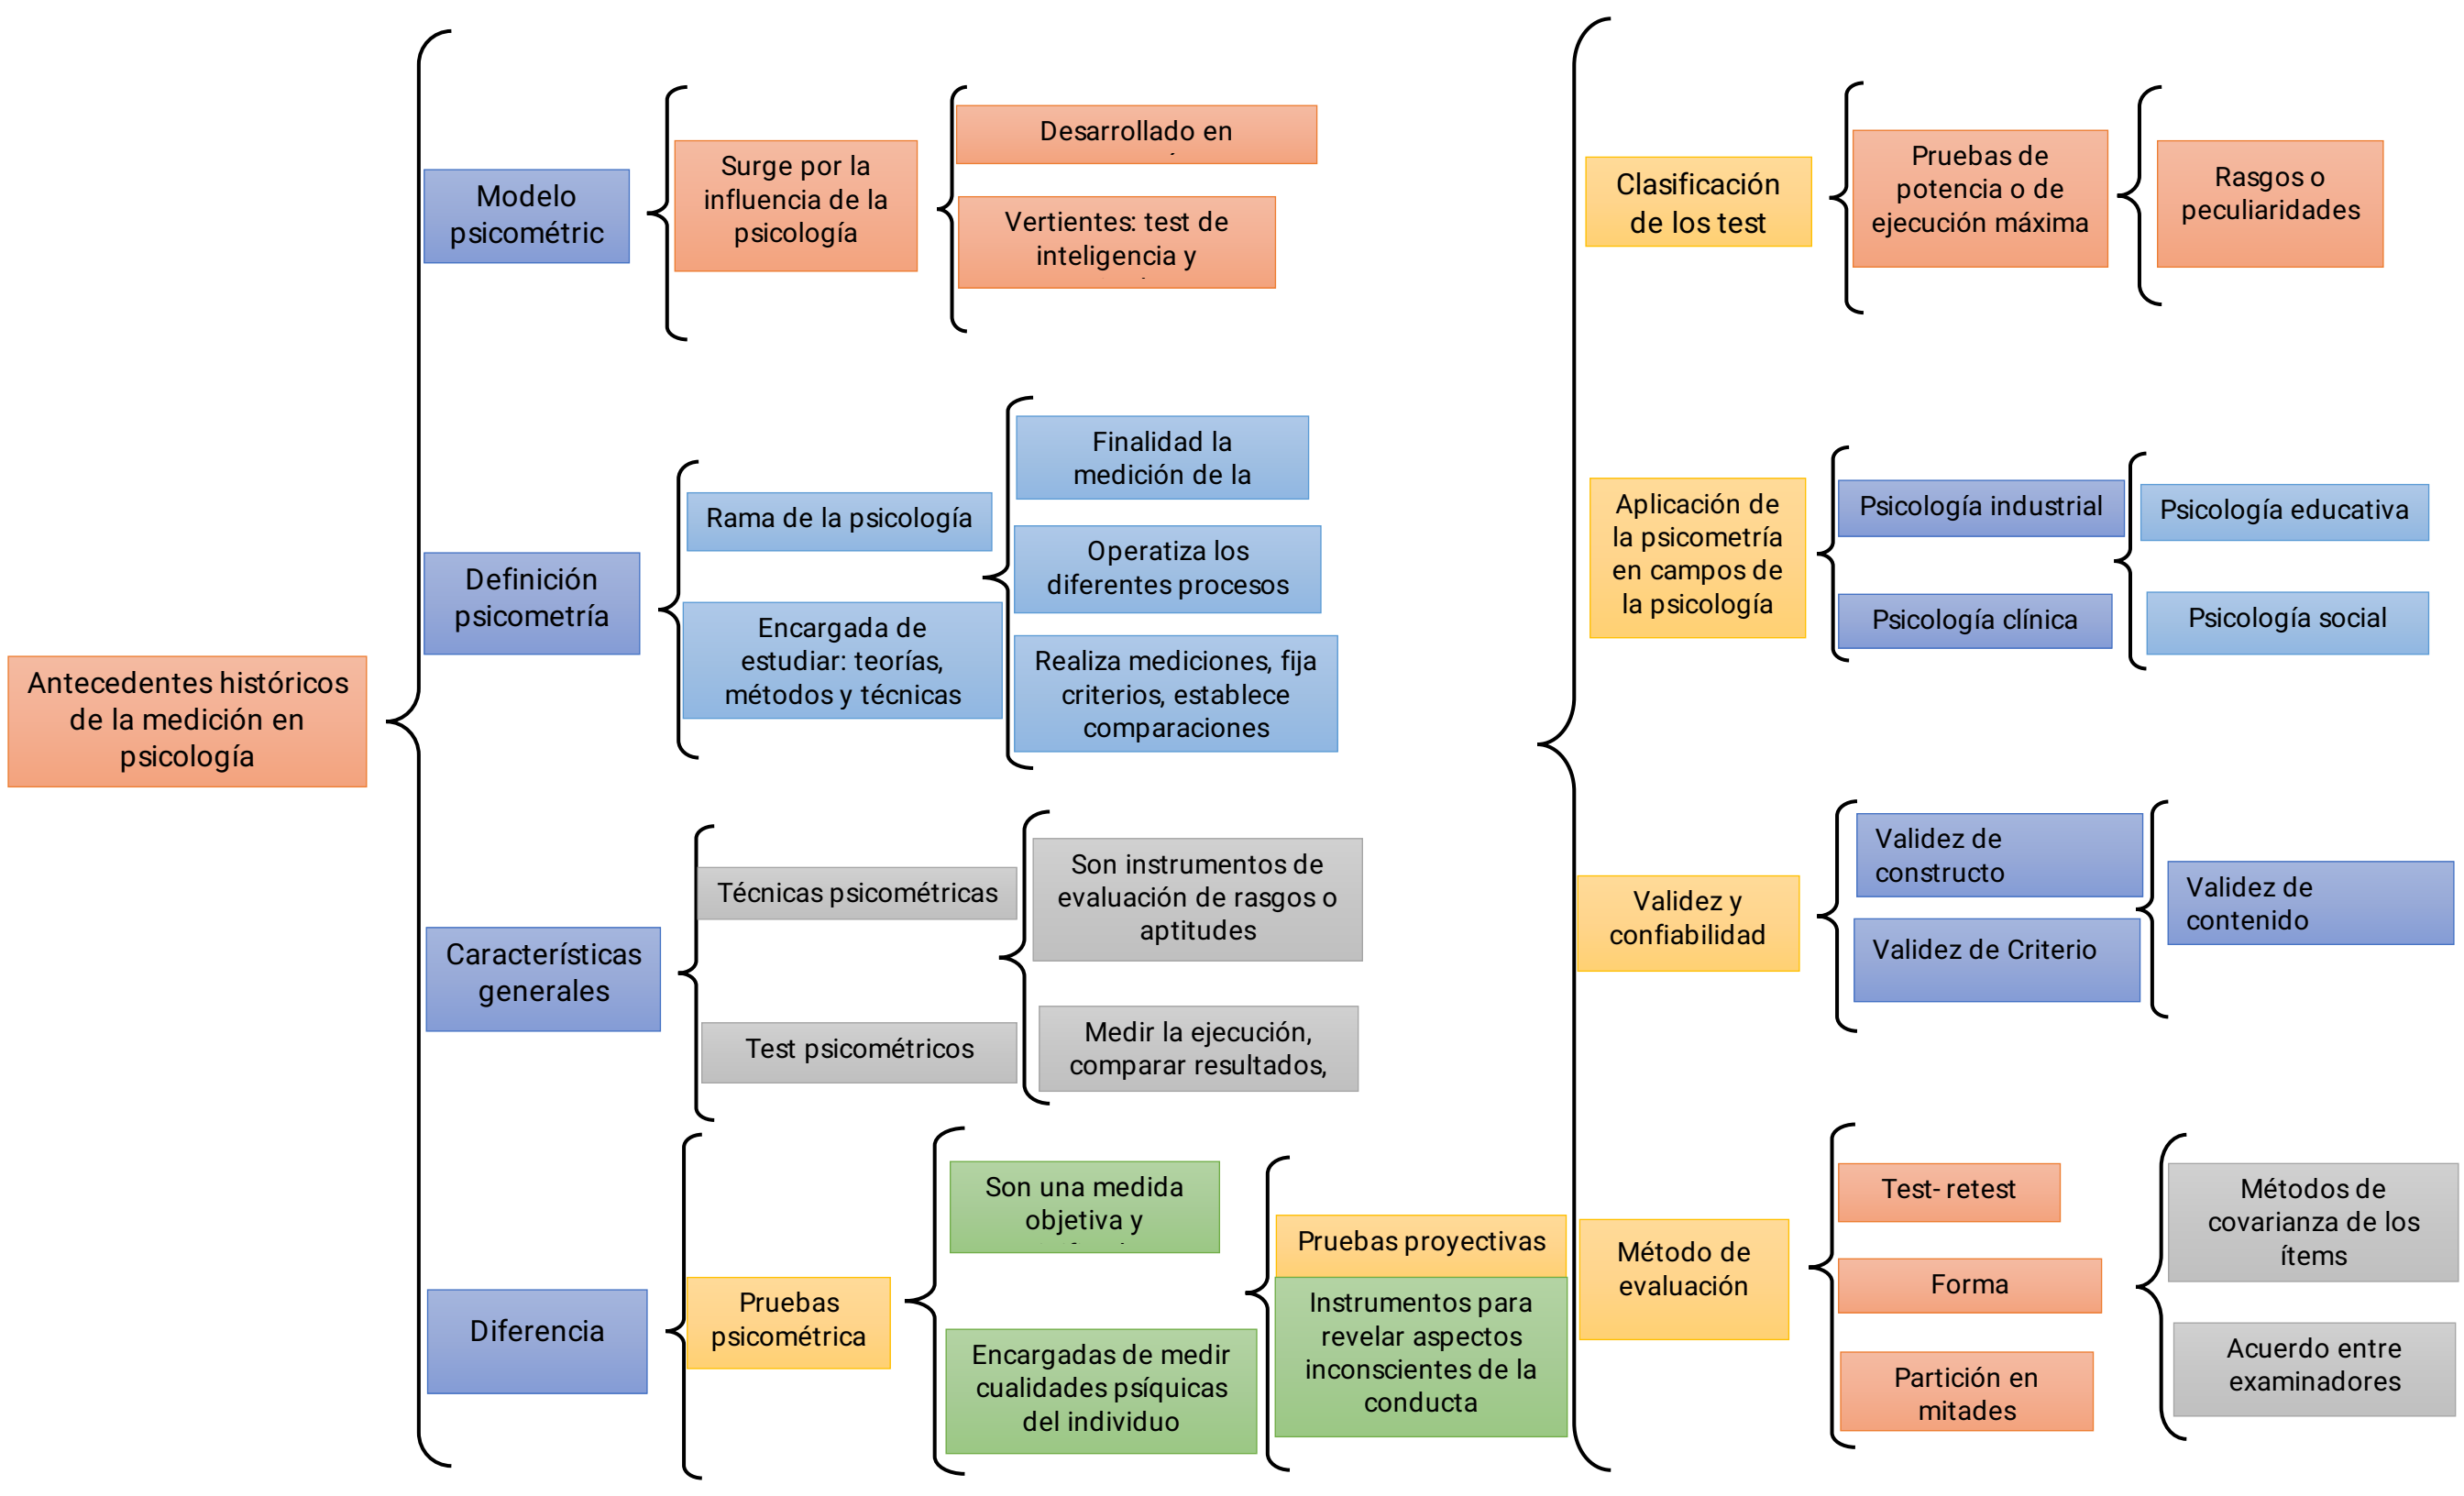 Antecedentes históricos
de la medición en
psicología
Modelo
psicométric
Surge por la
influencia de la
psicología
Desarrollado en
Vertientes: test de
inteligencia y
Definición
psicometría
Rama de la psicología
Encargada de
estudiar: teorías,
métodos y técnicas
Finalidad la
medición de la
Operatiza los
diferentes procesos
Realiza mediciones, fija
criterios, establece
comparaciones
Características
generales
Técnicas psicométricas
Test psicométricos
Son instrumentos de
evaluación de rasgos o
aptitudes
Medir la ejecución,
comparar resultados,
Diferencia
Pruebas
psicométrica
Son una medida
objetiva y
Encargadas de medir
cualidades psíquicas
del individuo
Pruebas proyectivas
Instrumentos para
revelar aspectos
inconscientes de la
conducta
Clasificación
de los test
Pruebas de
potencia o de
ejecución máxima
Rasgos o
peculiaridades
Aplicación de
la psicometría
en campos de
la psicología
Psicología industrial
Psicología clínica
Psicología educativa
Psicología social
Validez y
confiabilidad
Validez de
constructo
Validez de Criterio
Validez de
contenido
Método de
evaluación
Test- retest
Forma
Partición en
mitades
Métodos de
covarianza de los
ítems
Acuerdo entre
examinadores